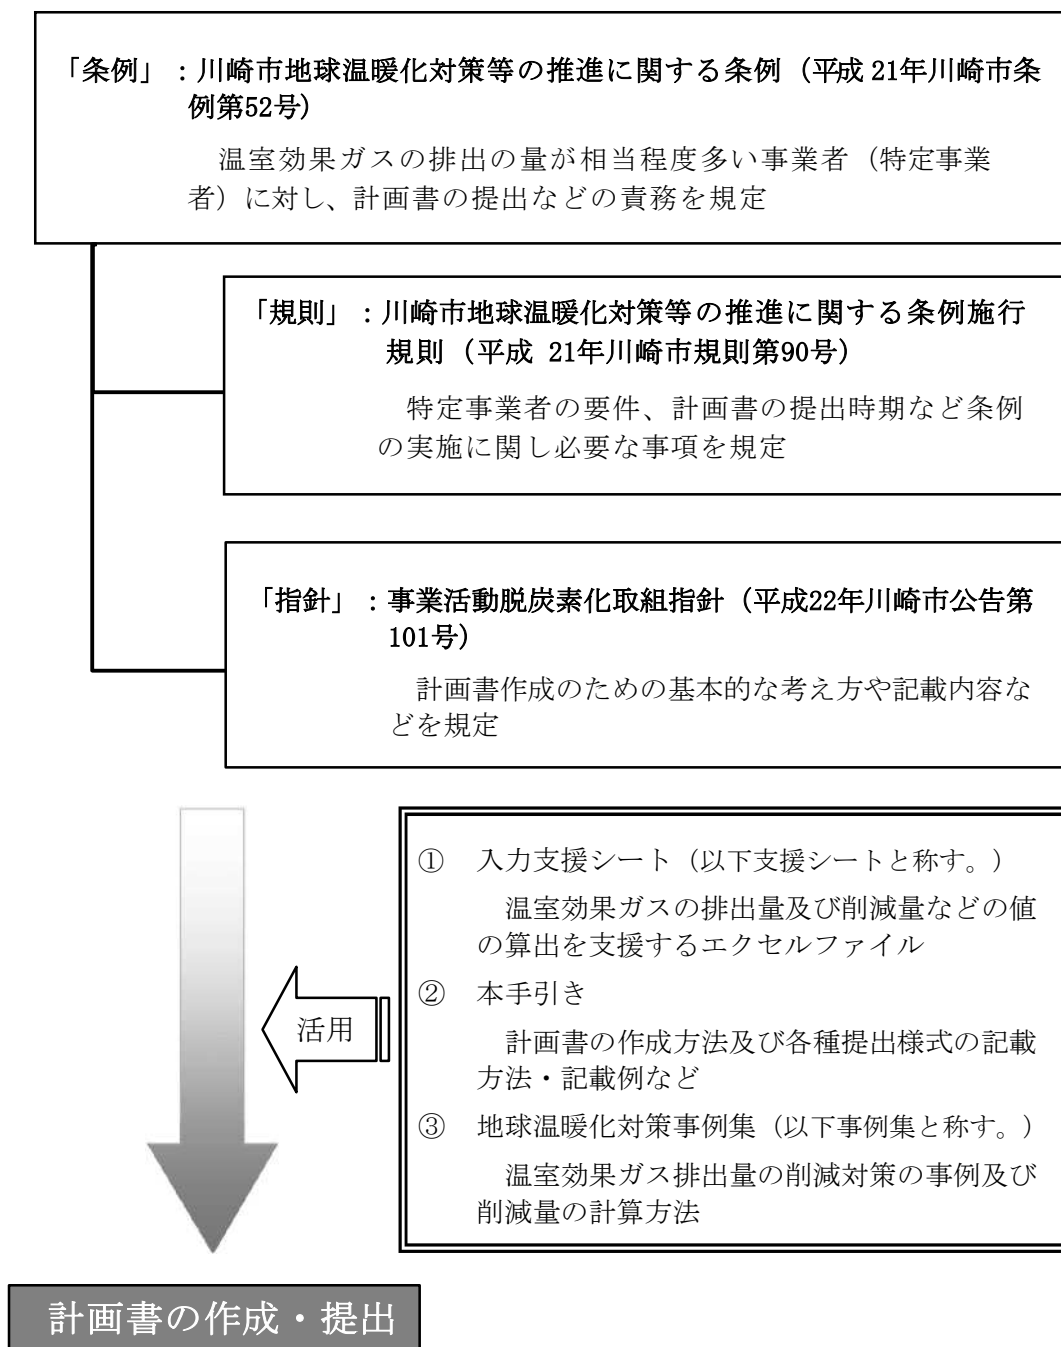 「条例」：川崎市地球温暖化対策等の推進に関する条例（平成 21年川崎市条
例第52号）
温室効果ガスの排出の量が相当程度多い事業者（特定事業
者）に対し、計画書の提出などの責務を規定
「規則」：川崎市地球温暖化対策等の推進に関する条例施行
規則（平成 21年川崎市規則第90号）
特定事業者の要件、計画書の提出時期など条例
の実施に関し必要な事項を規定
「指針」：事業活動脱炭素化取組指針（平成22年川崎市公告第
101号）
計画書作成のための基本的な考え方や記載内容な
どを規定
① 入力支援シート（以下支援シートと称す。）
温室効果ガスの排出量及び削減量などの値
の算出を支援するエクセルファイル
② 本手引き
計画書の作成方法及び各種提出様式の記載
方法・記載例など
③ 地球温暖化対策事例集（以下事例集と称す。）
温室効果ガス排出量の削減対策の事例及び
削減量の計算方法
活用
計画書の作成・提出